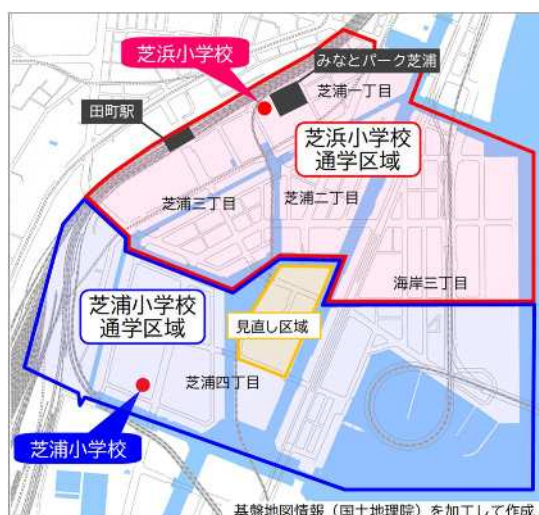 芝浜小学校
みなとパーク芝浦
芝浦一丁目
田町駅
芝浜小学校
通学区域
芝浦三丁目
芝浦二丁目
海岸三丁目
芝浦小学校
通学区域
見直し区域
芝浦四丁目
芝浦小学校
基盤地図情報（国土地理院）を加工して作成